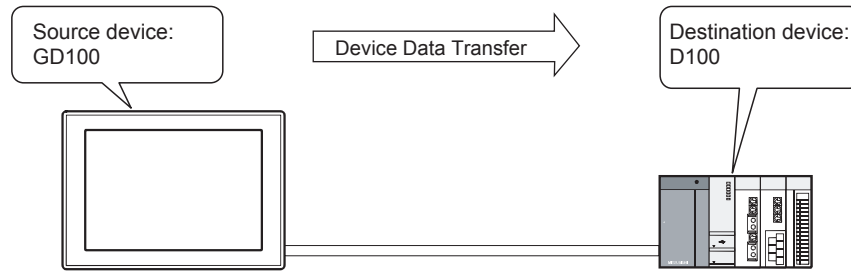 Source device:
GD100
Device Data Transfer
Destination device:
D100